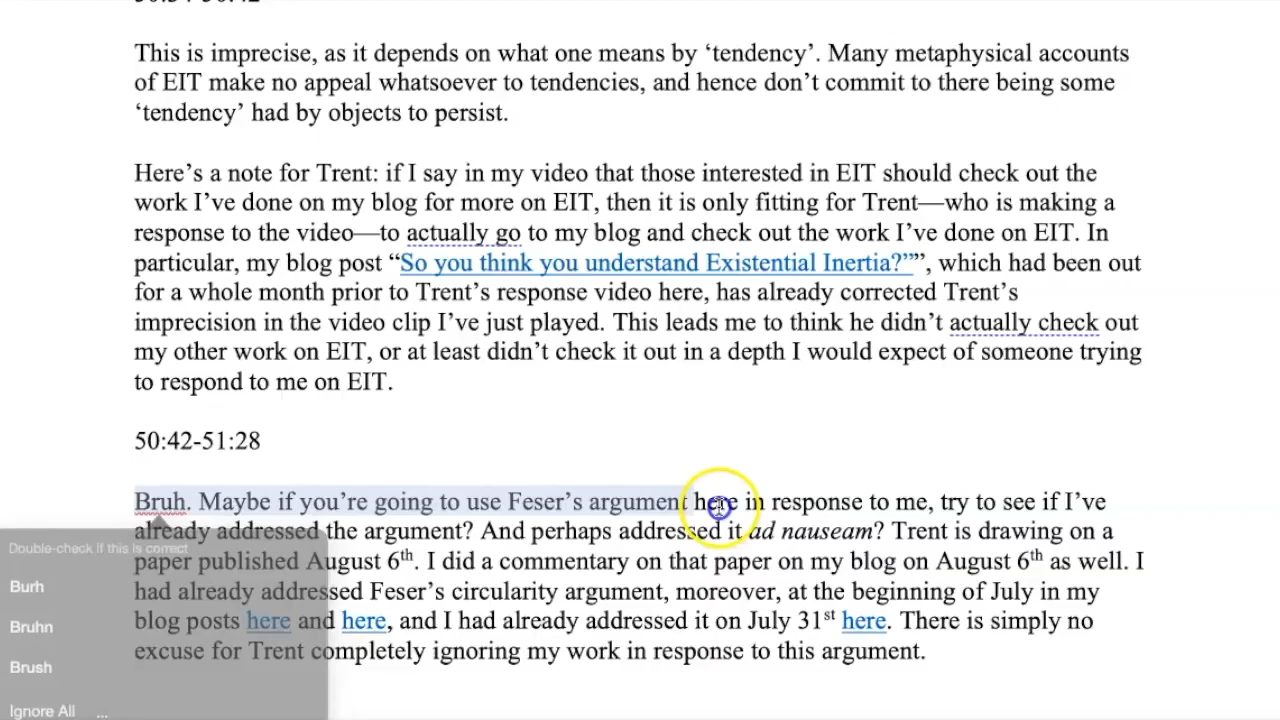 This is imprecise, as it depends on what one means by ‘tendency’. Many metaphysical accounts
of EIT make no appeal whatsoever to tendencies, and hence don’t commit to there being some
‘tendency’ had by objects to persist.
Here’s a note for Trent: if I say in my video that those interested in EIT should check out the
work I’ve done on my blog for more on EIT, then it is only fitting for Trent—who is making a
response to the video—to actually go to my blog and check out the work I’ve done on EIT. In
particular, my blog post “So you think you understand Existential Inertia?””, which had been out
for a whole month prior to Trent’s response video here, has already corrected Trent’s
imprecision in the video clip I’ve just played. This leads me to think he didn’t actually check out
my other work on EIT, or at least didn’t check it out in a depth I would expect of someone trying
to respond to me on EIT.
50:42-51:28
Bruh. Maybe if you’re going to use Feser’s argument here in response to me, try to see if I’ve
already addressed the argument? And perhaps addressed it ad nauseam? Trent is drawing on a
paper published August 6th. I did a commentary on that paper on my blog on August 6th as well. I
had already addressed Feser’s circularity argument, moreover, at the beginning of July in my
blog posts here and here, and I had already addressed it on July 31st here. There is simply no
excuse for Trent completely ignoring my work in response to this argument.
Double-check if this is correct
Burh
Bruhn
Brush
Ignore All ...